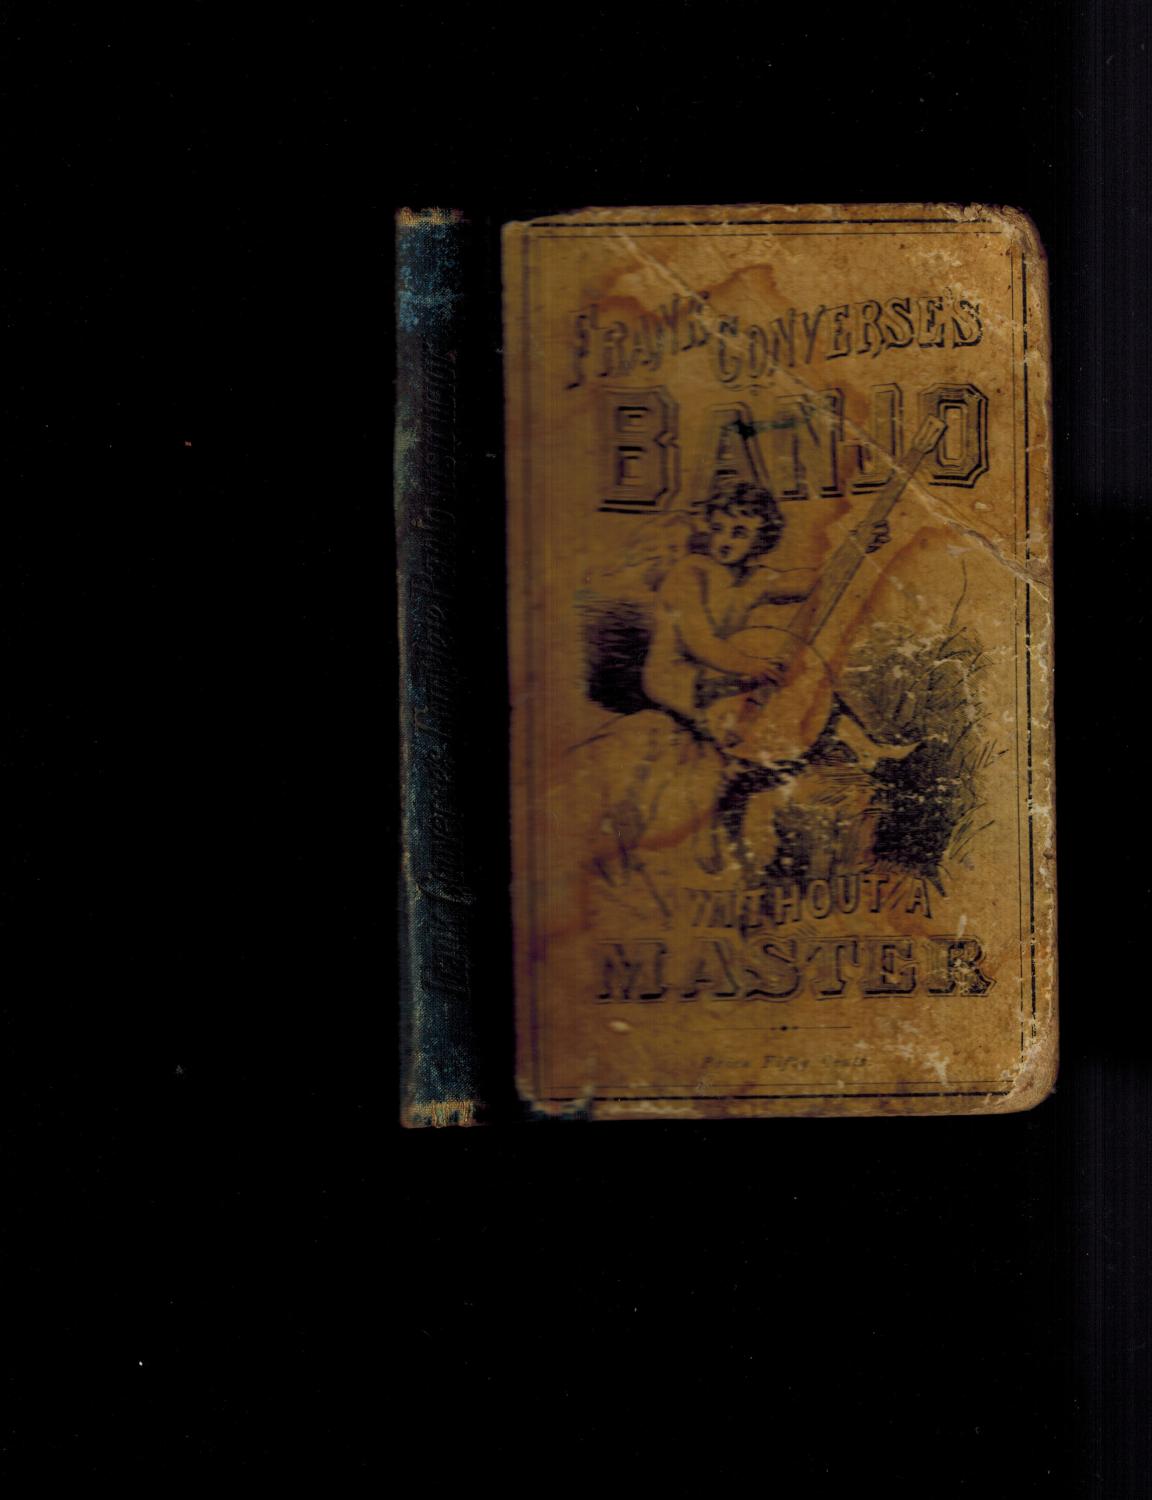 FRANK CONVERSE'S
BANJO
WITHOUT A
MASTER
Price Fifty Cents.